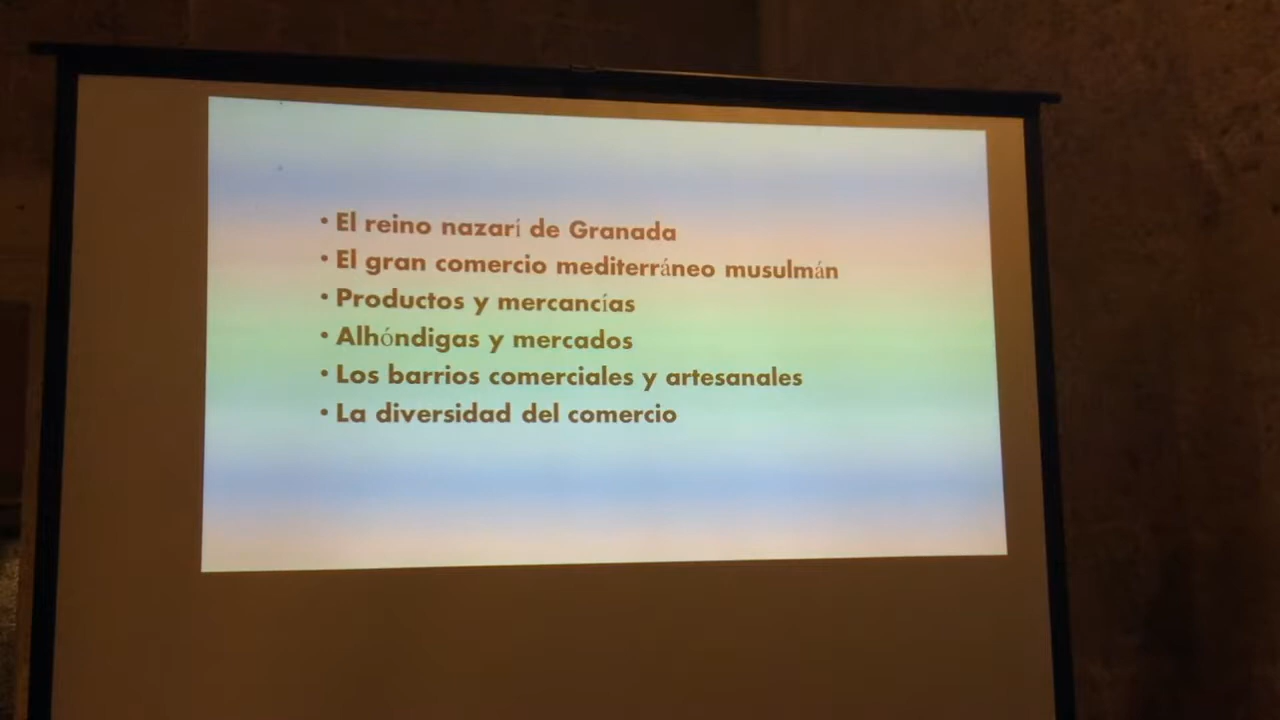 • El reino nazarí de Granada
• El gran comercio mediterráneo musulmán
• Productos y mercancías
• Alhóndigas y mercados
• Los barrios comerciales y artesanales
• La diversidad del comercio